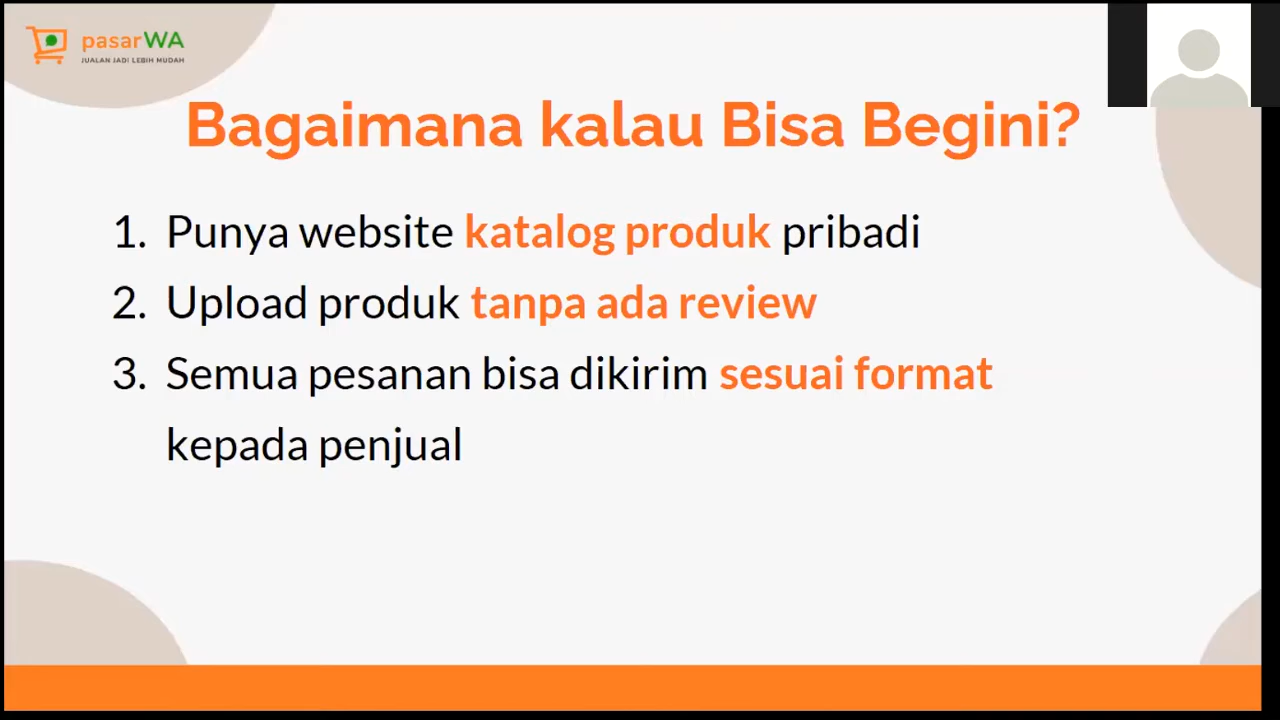 pasarWA
JUALAN JADI LEBIH MUDAH
Bagaimana kalau Bisa Begini?
1. Punya website katalog produk pribadi
2. Upload produk tanpa ada review
3. Semua pesanan bisa dikirim sesuai format
kepada penjual